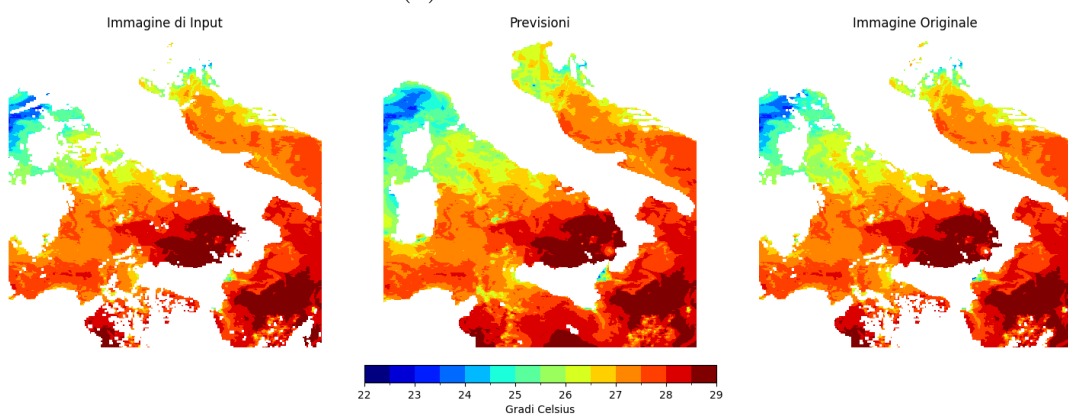 Immagine di Input
Previsioni
Immagine Originale
22 23 24 25 26 27 28 29
Gradi Celsius